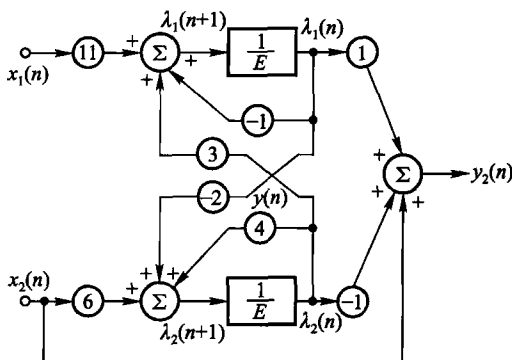 λ₁(n+1) λ₁(n)
11 + Σ + 1/E 1
x₁(n) + +
−1
3 + Σ y₂(n)
+ +
−2 y(n)
4
x₂(n) + +
6 + Σ 1/E −1
λ₂(n+1) λ₂(n)